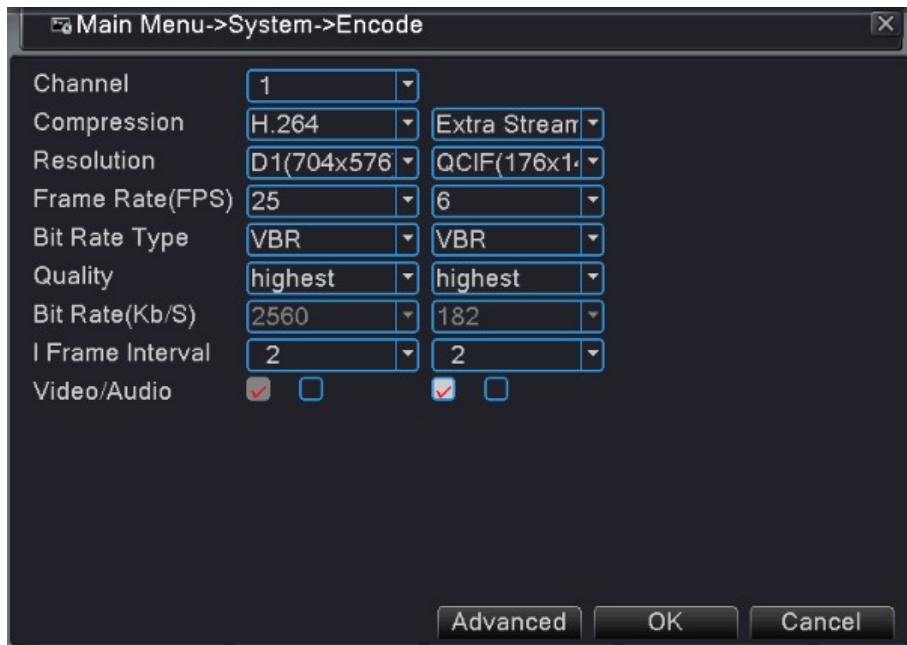 Main Menu->System->Encode
Channel 1
Compression H.264 Extra Stream
Resolution D1(704x576 QCIF(176x14
Frame Rate(FPS) 25 6
Bit Rate Type VBR VBR
Quality highest highest
Bit Rate(Kb/S) 2560 182
I Frame Interval 2 2
Video/Audio
Advanced OK Cancel